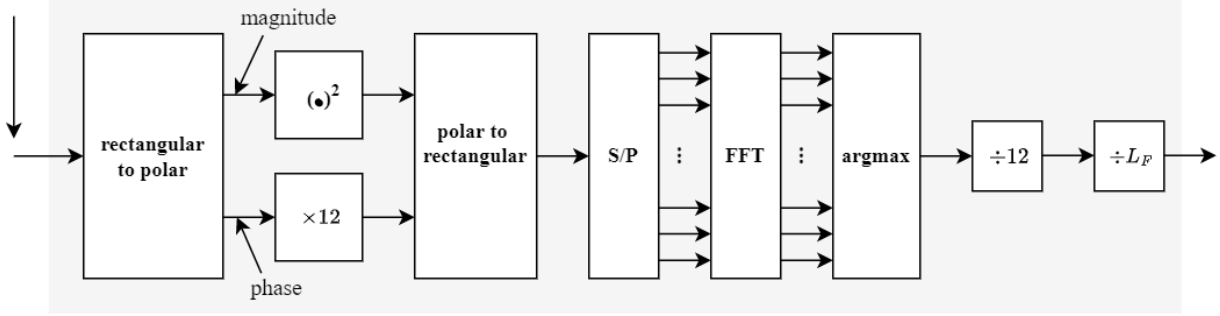 magnitude
rectangular
to polar
(•)²
×12
phase
polar to
rectangular
S/P
⋮
FFT
⋮
argmax
÷12
÷L_F